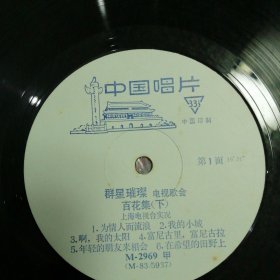 中国唱片
33⅓
中国印制
第1面
群星璀璨 电视歌会
百花集(下)
上海电视台实况
1.为情人而流浪 2.我的小城
3.啊，我的太阳 4.富尼古里，富尼古拉
5.年轻的朋友来相会 6.在希望的田野上
M-2969 甲
(M-83/5937)